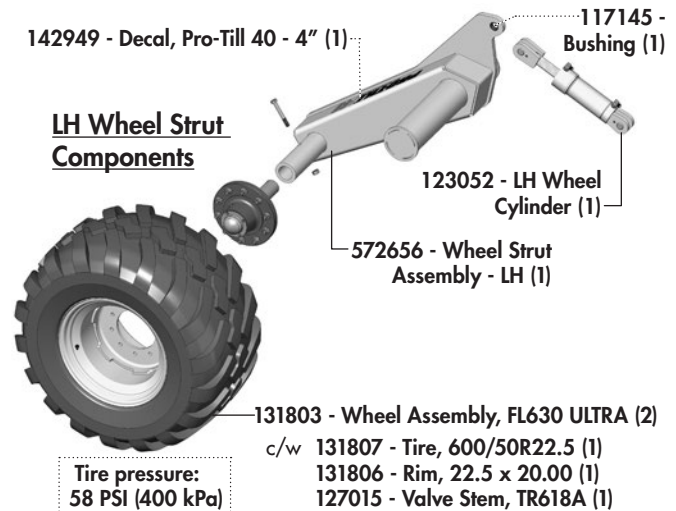 117145 -
Bushing (1)
142949 - Decal, Pro-Till 40 - 4” (1)
LH Wheel Strut
Components
123052 - LH Wheel
Cylinder (1)
572656 - Wheel Strut
Assembly - LH (1)
131803 - Wheel Assembly, FL630 ULTRA (2)
c/w 131807 - Tire, 600/50R22.5 (1)
131806 - Rim, 22.5 x 20.00 (1)
127015 - Valve Stem, TR618A (1)
Tire pressure:
58 PSI (400 kPa)